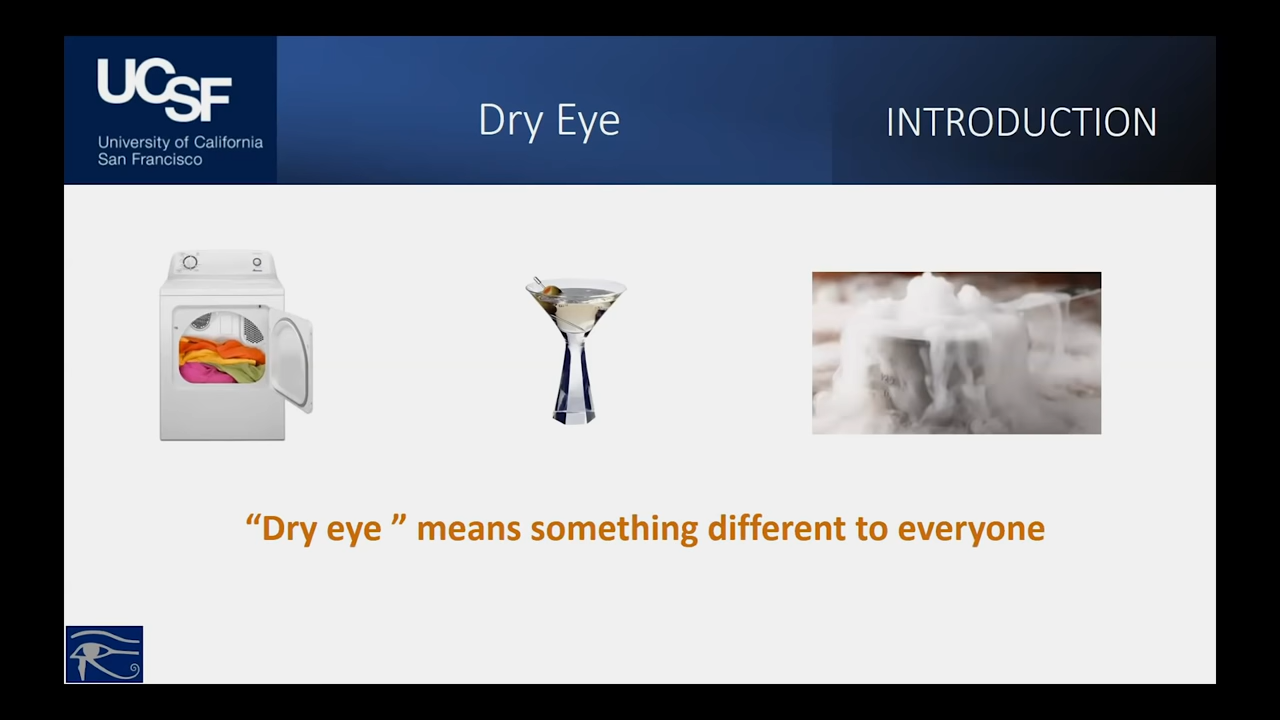 UCSF
University of California
San Francisco
Dry Eye
INTRODUCTION
“Dry eye ” means something different to everyone